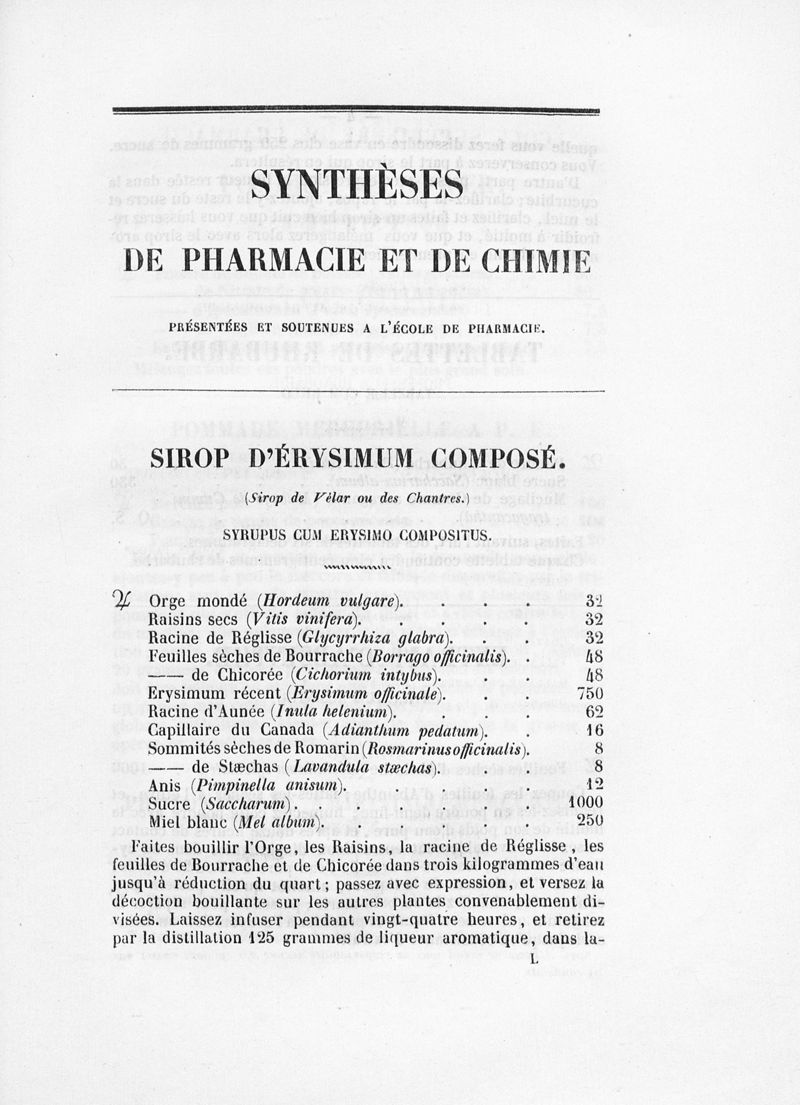 SYNTHÈSES
DE PHARMACIE ET DE CHIMIE
PRÉSENTÉES ET SOUTENUES A L'ÉCOLE DE PHARMACIE.
SIROP D'ÉRYSIMUM COMPOSÉ.
(Sirop de Vélar ou des Chantres.)
SYRUPUS CUM ERYSIMO COMPOSITUS.
Orge mondé (Hordeum vulgare). . . . 32
Raisins secs (Vitis vinifera). . . . . 32
Racine de Réglisse (Glycyrrhiza glabra). . . 32
Feuilles sèches de Bourrache (Borrago officinalis). . 48
—— de Chicorée (Cichorium intybus). . . 48
Erysimum récent (Erysimum officinale). . . 750
Racine d'Aunée (Inula helenium). . . . 62
Capillaire du Canada (Adianthum pedatum). . 16
Sommités sèches de Romarin (Rosmarinus officinalis). 8
—— de Stæchas (Lavandula stæchas). . . 8
Anis (Pimpinella anisum). . . . . 12
Sucre (Saccharum). . . . . . . 1000
Miel blanc (Mel album). . . . . . 250
Faites bouillir l'Orge, les Raisins, la racine de Réglisse, les
feuilles de Bourrache et de Chicorée dans trois kilogrammes d'eau
jusqu'à réduction du quart; passez avec expression, et versez la
décoction bouillante sur les autres plantes convenablement di-
visées. Laissez infuser pendant vingt-quatre heures, et retirez
par la distillation 125 grammes de liqueur aromatique, dans la-
L